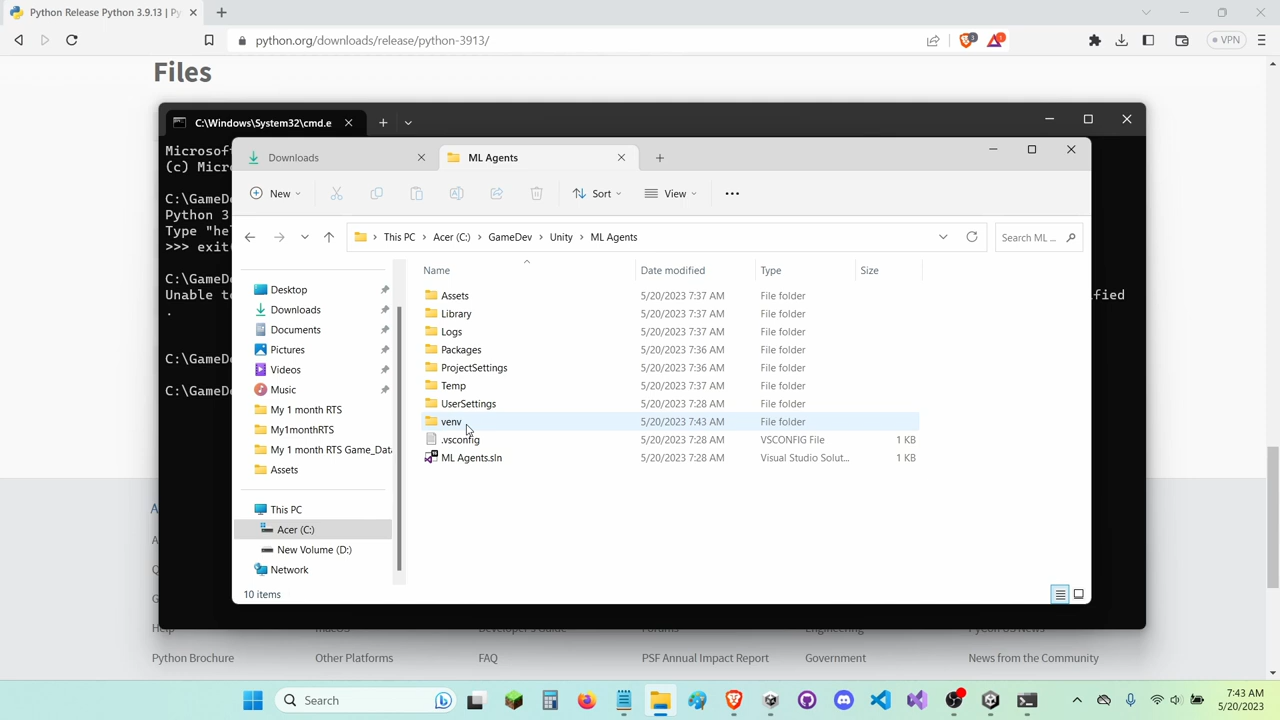 Python Release Python 3.9.13 | Py
python.org/downloads/release/python-3913/
3
1
VPN
Files
C:\Windows\System32\cmd.e
Microsof
(c) Micr
C:\GameDe
Python 3
Type "hel
>>> exit(
C:\GameDe
Unable to
ified
.
C:\GameDe
C:\GameDe
Downloads
ML Agents
New
Sort
View
This PC
Acer (C:)
GameDev
Unity
ML Agents
Search ML ...
Name Date modified Type Size
Assets 5/20/2023 7:37 AM File folder
Library 5/20/2023 7:37 AM File folder
Logs 5/20/2023 7:37 AM File folder
Packages 5/20/2023 7:36 AM File folder
ProjectSettings 5/20/2023 7:36 AM File folder
Temp 5/20/2023 7:37 AM File folder
UserSettings 5/20/2023 7:28 AM File folder
venv 5/20/2023 7:43 AM File folder
.vsconfig 5/20/2023 7:28 AM VSCONFIG File 1 KB
ML Agents.sln 5/20/2023 7:28 AM Visual Studio Solut... 1 KB
Desktop
Downloads
Documents
Pictures
Videos
Music
My 1 month RTS
My1monthRTS
My 1 month RTS Game_Data
Assets
This PC
Acer (C:)
New Volume (D:)
Network
10 items
Python Brochure
Other Platforms
FAQ
PSF Annual Impact Report
Government
News from the Community
Search
7:43 AM
5/20/2023